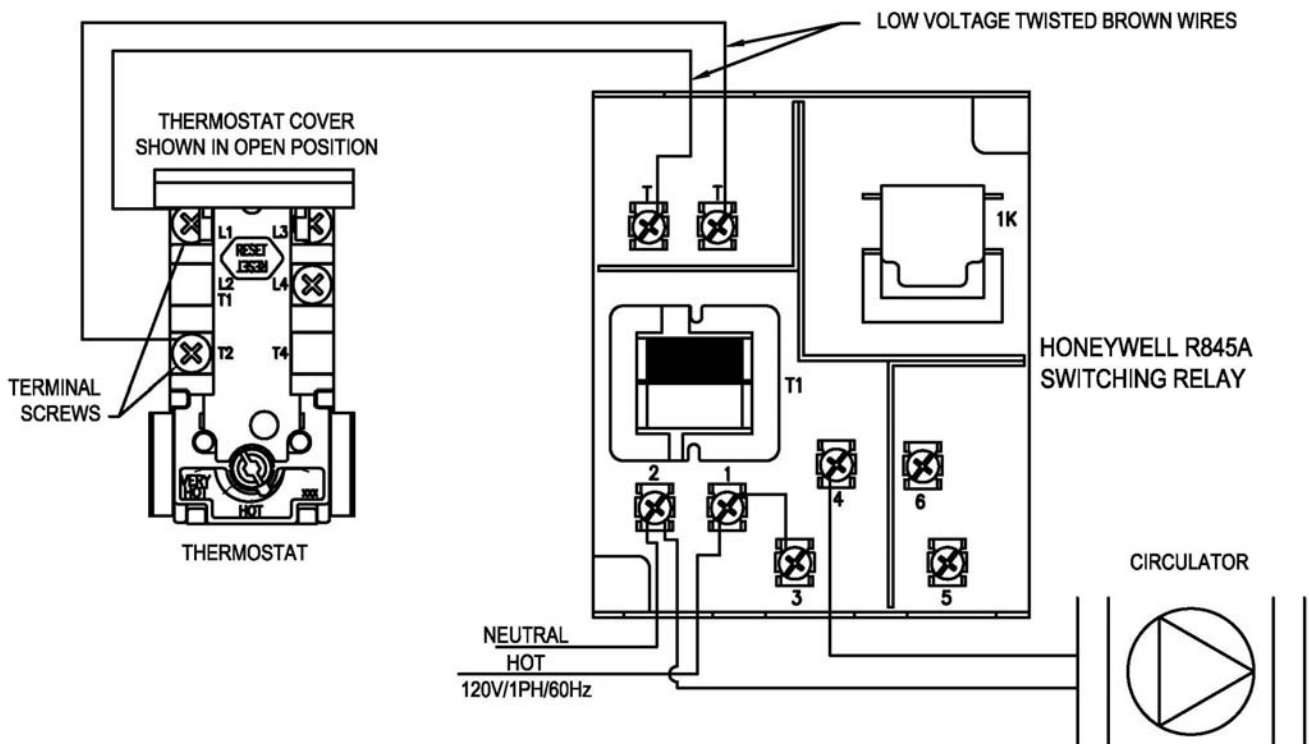 LOW VOLTAGE TWISTED BROWN WIRES
THERMOSTAT COVER
SHOWN IN OPEN POSITION
T
T
1K
L1
L3
RESET
RESET
L2
L4
T1
T2
T4
HONEYWELL R845A
SWITCHING RELAY
T1
TERMINAL
SCREWS
2
1
4
6
VERY
HOT
XXX
HOT
THERMOSTAT
3
5
CIRCULATOR
NEUTRAL
HOT
120V/1PH/60Hz